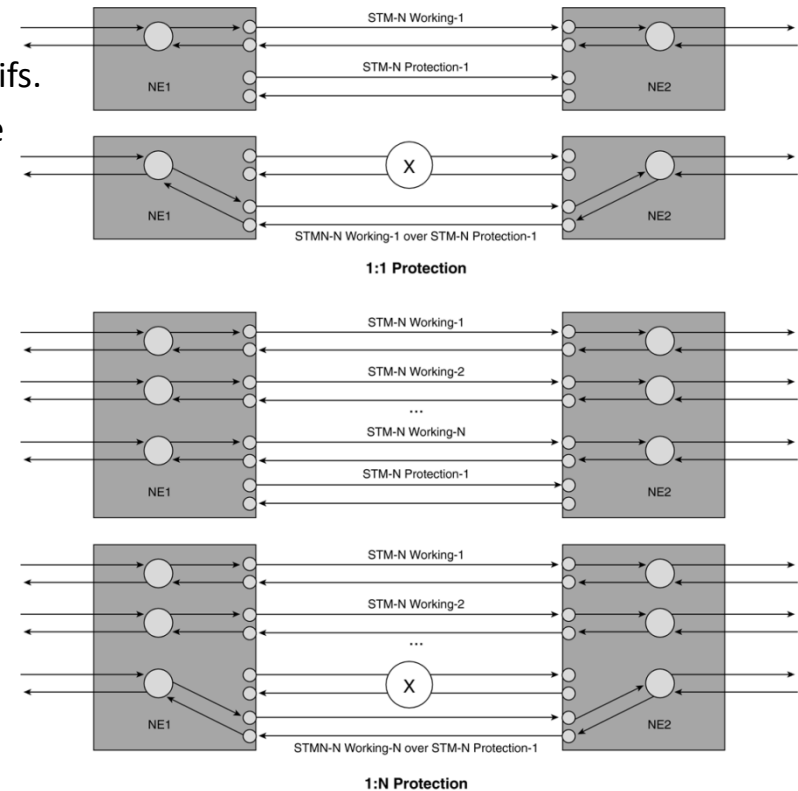 STM-N Working-1
ifs.
STM-N Protection-1
NE1
NE2
e
X
NE1
NE2
STMN-N Working-1 over STM-N Protection-1
1:1 Protection
STM-N Working-1
STM-N Working-2
...
STM-N Working-N
STM-N Protection-1
NE1
NE2
STM-N Working-1
STM-N Working-2
...
X
NE1
NE2
STMN-N Working-N over STM-N Protection-1
1:N Protection